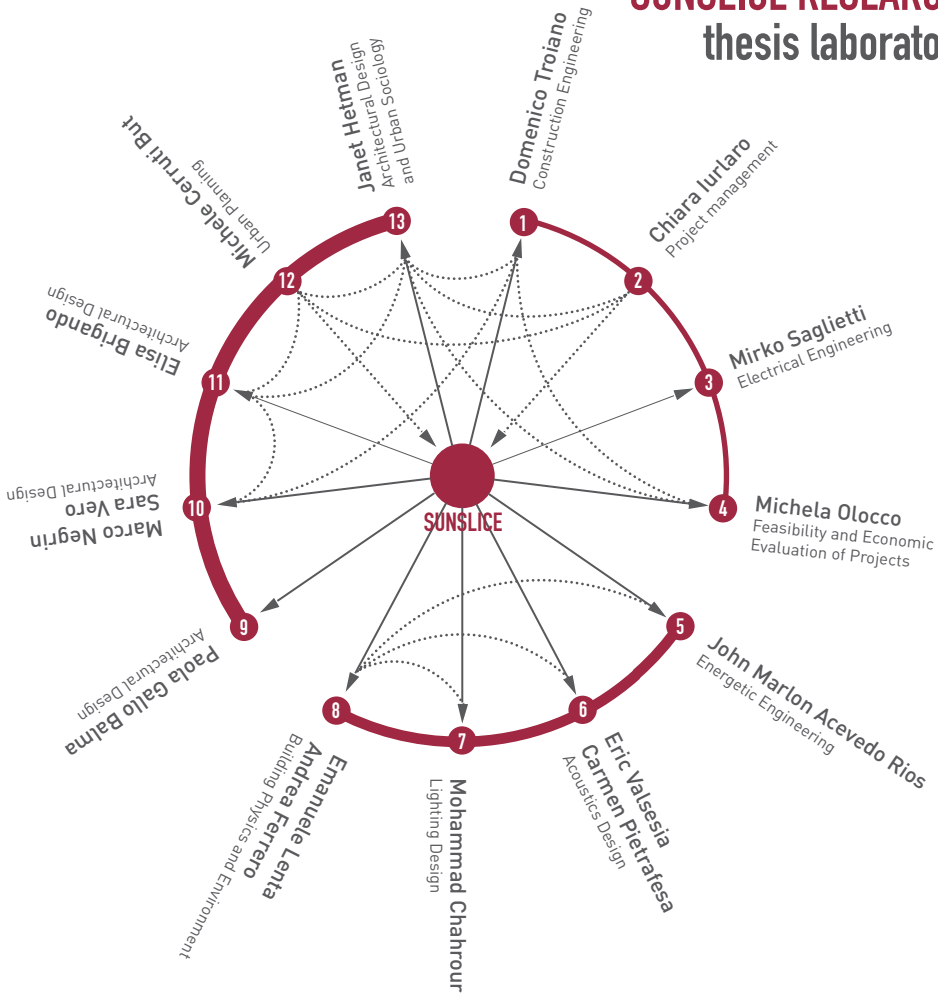 SUNSLICE RESEARC
thesis laborato
Domenico Troiano
Construction Engineering
1
Chiara Iurlaro
Project management
2
Mirko Saglietti
Electrical Engineering
3
Michela Olocco
Feasibility and Economic
Evaluation of Projects
4
John Marlon Acevedo Rios
Energetic Engineering
5
Eric Valsesia
Carmen Pietrafesa
Acoustics Design
6
Mohammad Chahrour
Lighting Design
7
Emanuele Lenta
Andrea Ferrero
Building Physics and Environment
8
Paola Gallo Balma
Architectural Design
9
Marco Negrin
Sara Vero
Architectural Design
10
Elisa Brigando
Architectural Design
11
Michele Cerruti But
Urban Planning
12
Janet Hetman
Architectural Design
and Urban Sociology
13
SUNSLICE